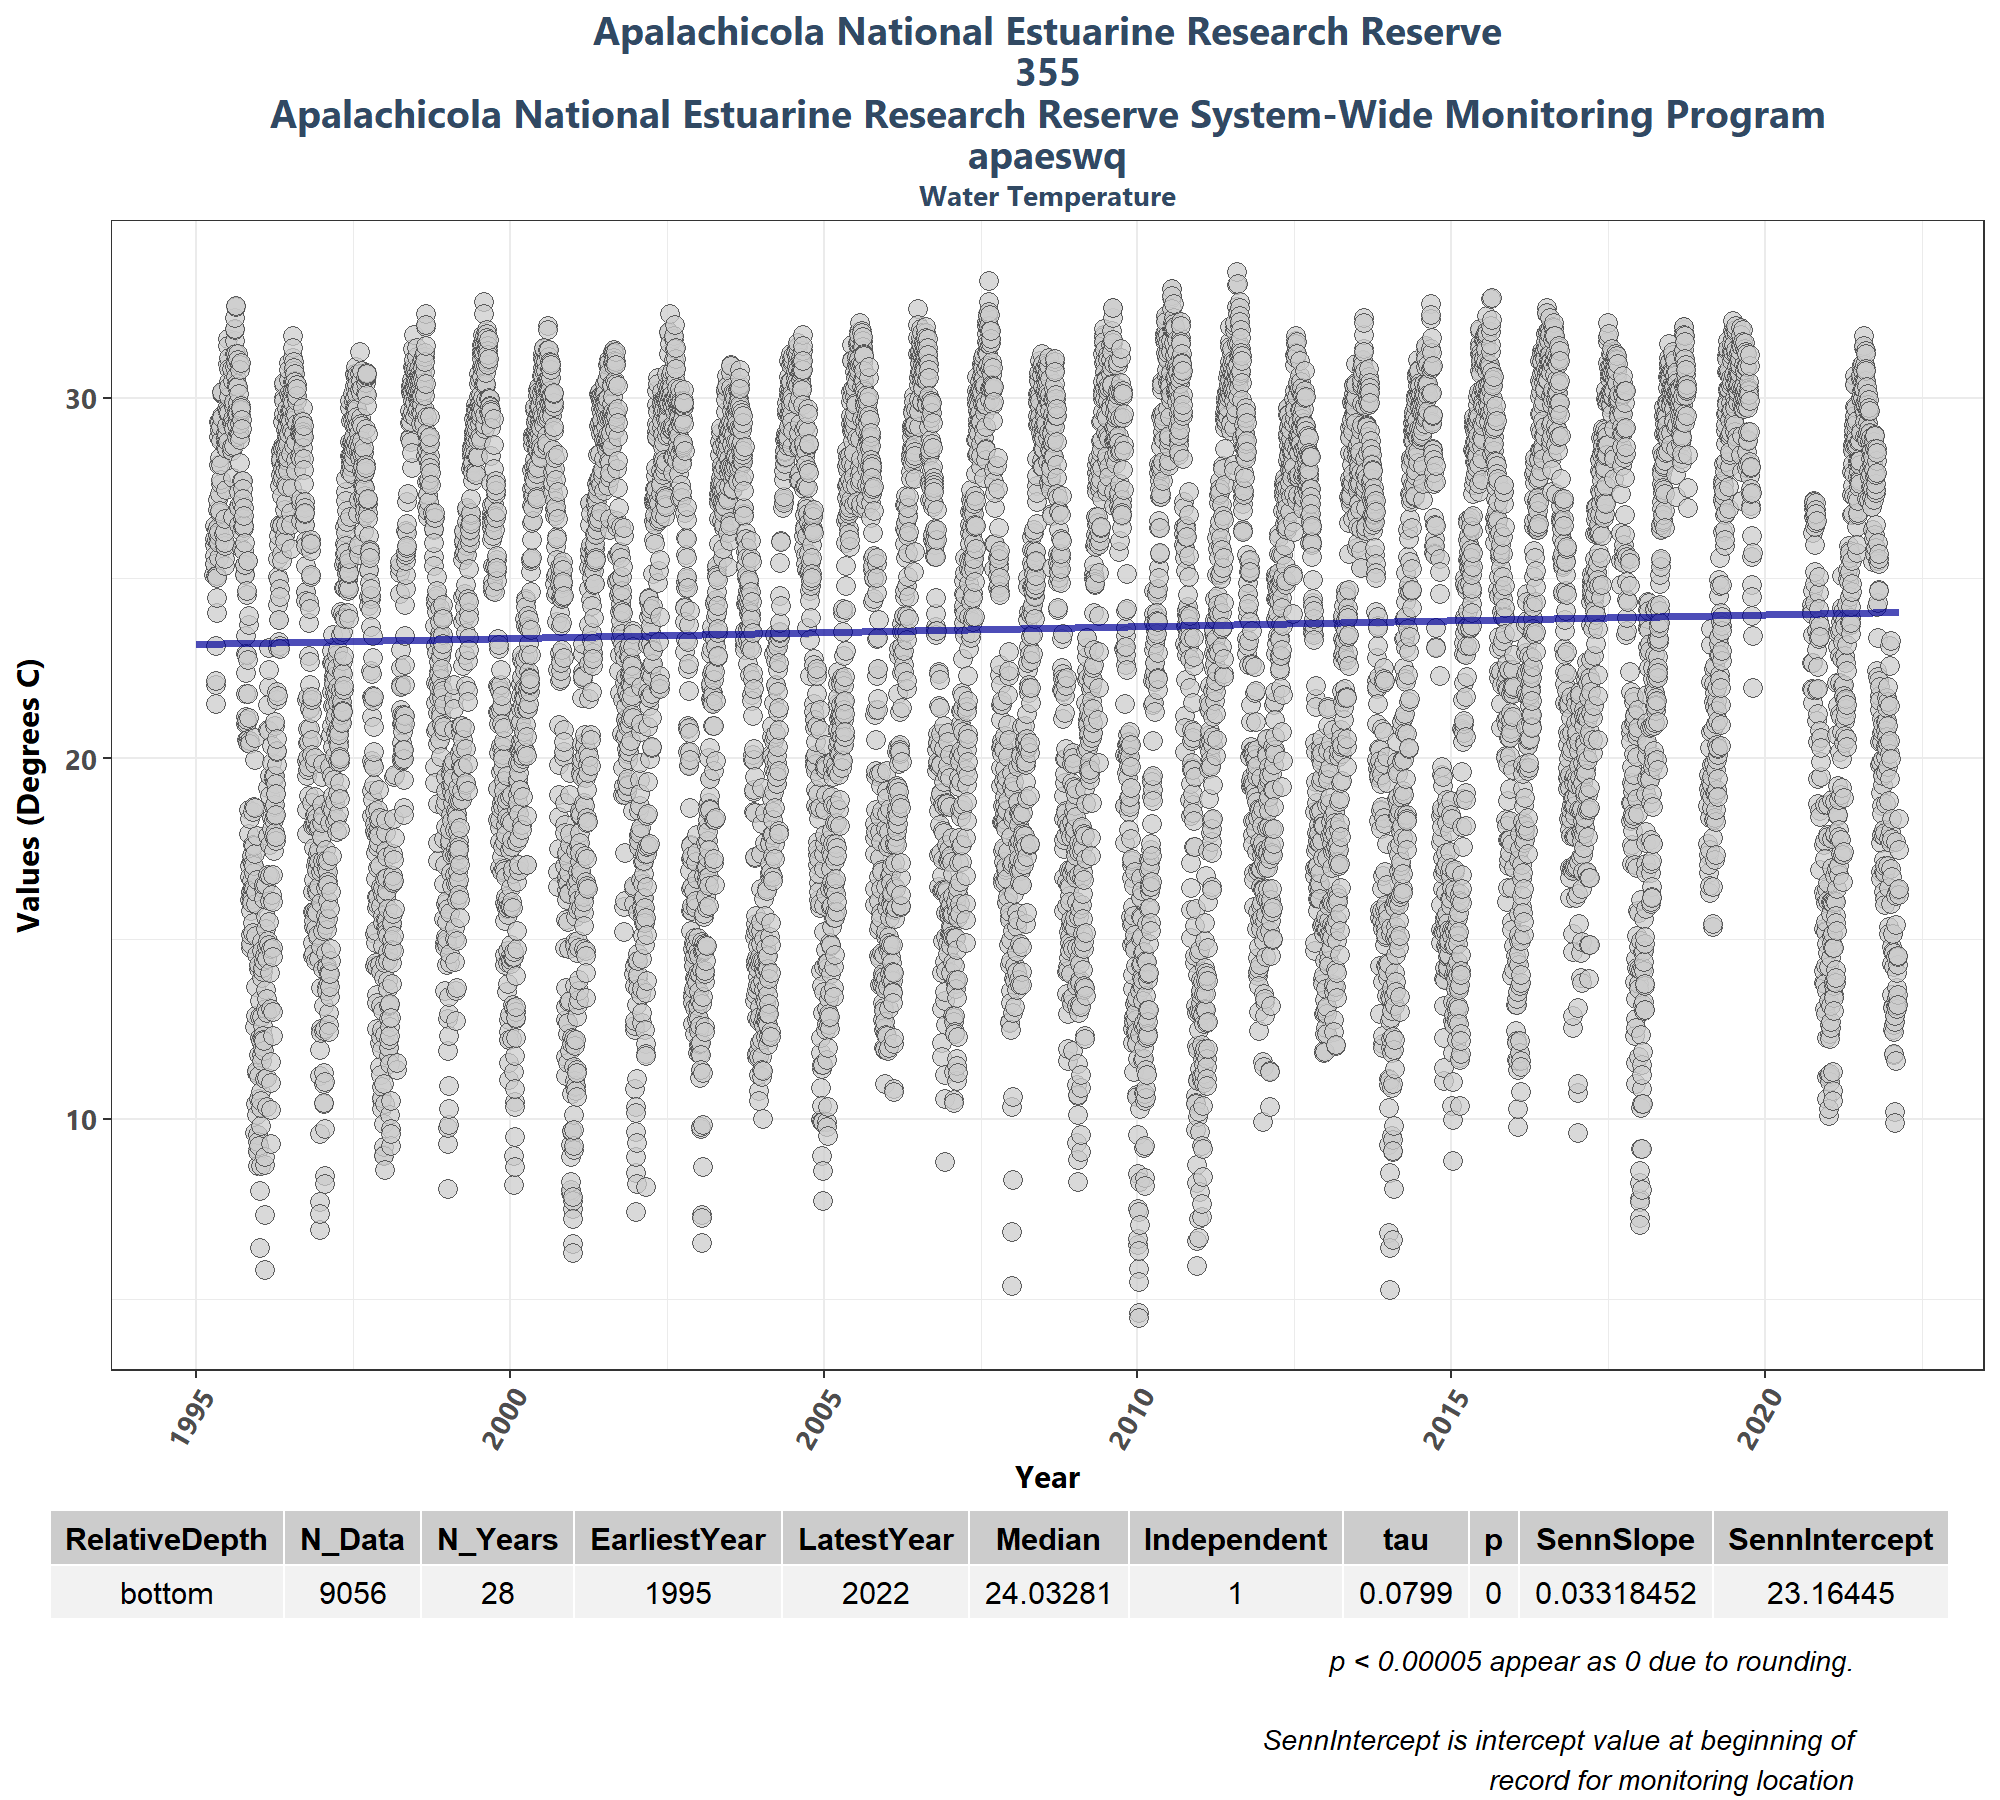 Apalachicola National Estuarine Research Reserve
355
Apalachicola National Estuarine Research Reserve System-Wide Monitoring Program
apaeswq
Water Temperature
Values (Degrees C)
30
20
10
1995
2000
2005
2010
2015
2020
Year
RelativeDepth N_Data N_Years EarliestYear LatestYear Median Independent tau p SennSlope SennIntercept
bottom 9056 28 1995 2022 24.03281 1 0.0799 0 0.03318452 23.16445
p < 0.00005 appear as 0 due to rounding.
SennIntercept is intercept value at beginning of
record for monitoring location